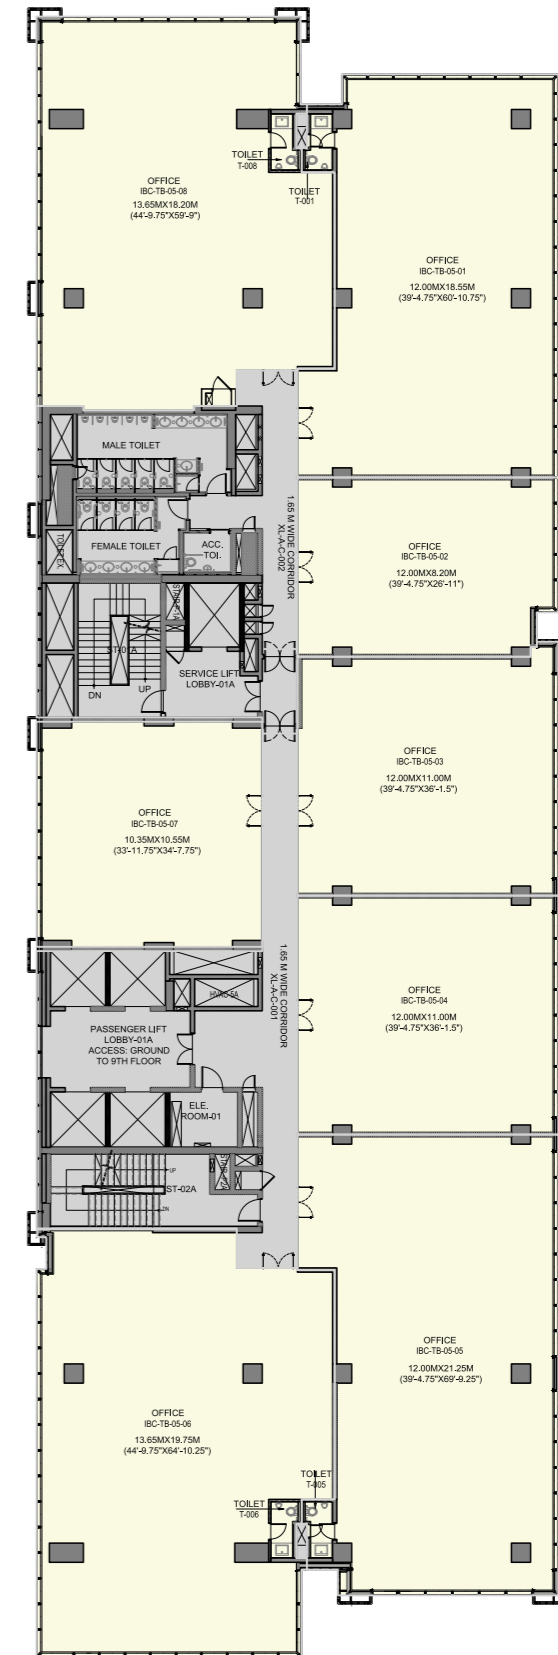 TOILET
T-008
OFFICE
IBC-TB-05-08
13.65MX18.20M
(44'-9.75"X59'-9")
TOILET
T-001
OFFICE
IBC-TB-05-01
12.00MX18.55M
(39'-4.75"X60'-10.75")
MALE TOILET
1.65 M WIDE CORRIDOR
XL-A-C-002
FEMALE TOILET
ACC.
TOI.
TOILET EX.
OFFICE
IBC-TB-05-02
12.00MX8.20M
(39'-4.75"X26'-11")
ST-01A
DN
UP
SERVICE LIFT
LOBBY-01A
OFFICE
IBC-TB-05-03
12.00MX11.00M
(39'-4.75"X36'-1.5")
OFFICE
IBC-TB-05-07
10.35MX10.55M
(33'-11.75"X34'-7.75")
HVAC-5A
1.65 M WIDE CORRIDOR
XL-A-C-001
OFFICE
IBC-TB-05-04
12.00MX11.00M
(39'-4.75"X36'-1.5")
PASSENGER LIFT
LOBBY-01A
ACCESS: GROUND
TO 9TH FLOOR
ELE.
ROOM-01
UP
ST-02A
DN
OFFICE
IBC-TB-05-05
12.00MX21.25M
(39'-4.75"X69'-9.25")
OFFICE
IBC-TB-05-06
13.65MX19.75M
(44'-9.75"X64'-10.25")
TOILET
T-005
TOILET
T-006